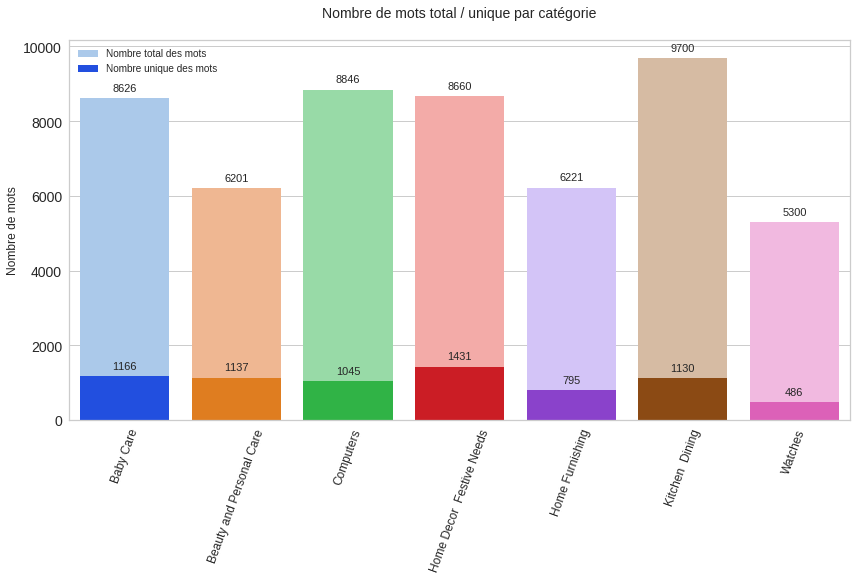 Nombre de mots total / unique par catégorie
10000
8000
6000
4000
2000
0
Nombre de mots
Nombre total des mots
Nombre unique des mots
8626
6201
8846
8660
6221
9700
5300
1166
1137
1045
1431
795
1130
486
Baby Care
Beauty and Personal Care
Computers
Home Decor  Festive Needs
Home Furnishing
Kitchen  Dining
Watches